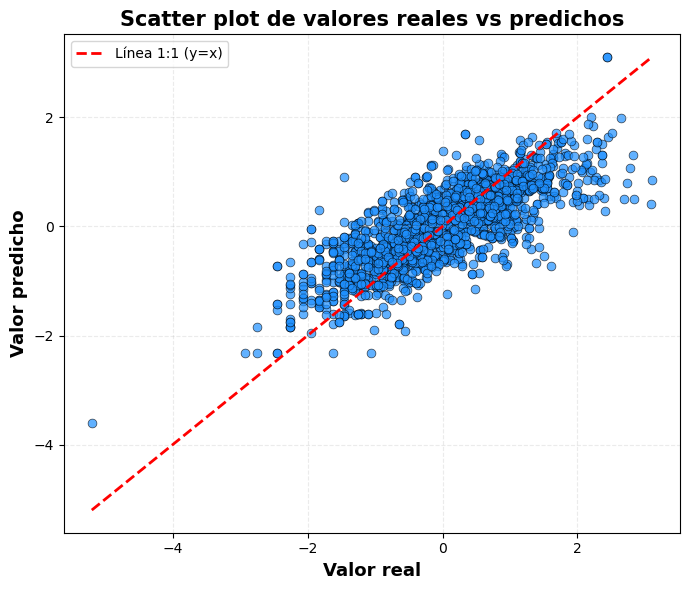 Scatter plot de valores reales vs predichos
Línea 1:1 (y=x)
2
0
−2
−4
Valor predicho
−4
−2
0
2
Valor real